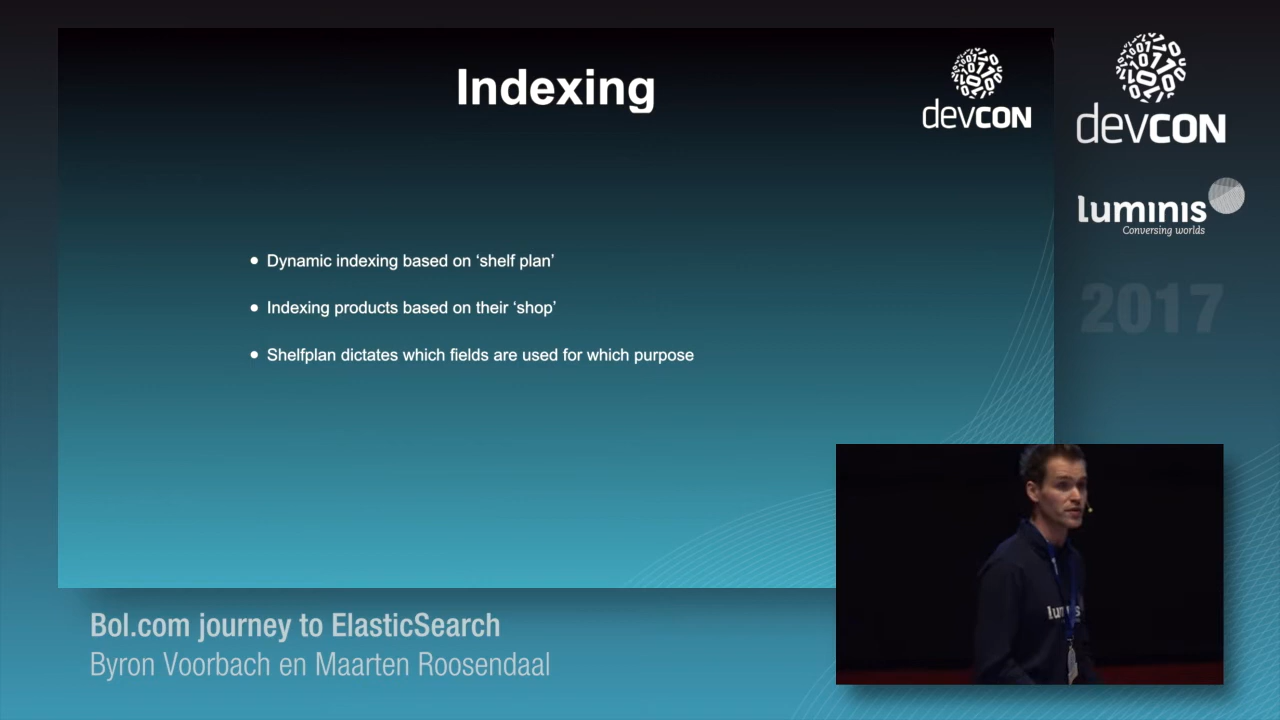 Indexing
devcon
devcon
luminis
Conversing worlds
2017
● Dynamic indexing based on ‘shelf plan’
● Indexing products based on their ‘shop’
● Shelfplan dictates which fields are used for which purpose
luminis
Bol.com journey to ElasticSearch
Byron Voorbach en Maarten Roosendaal